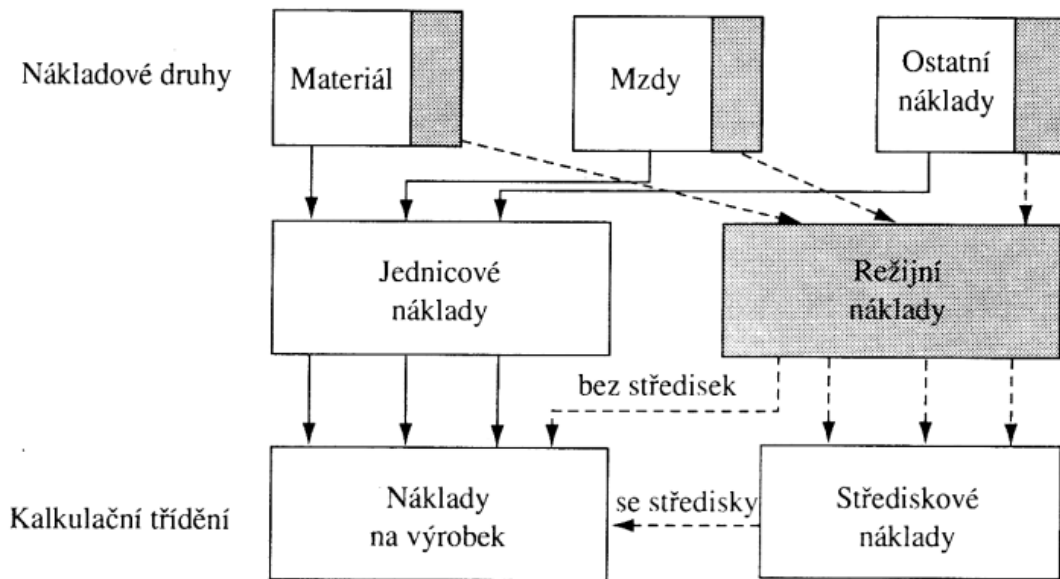 Nákladové druhy
Materiál
Mzdy
Ostatní
náklady
Jednicové
náklady
Režijní
náklady
bez středisek
Kalkulační třídění
Náklady
na výrobek
se středisky
Střediskové
náklady